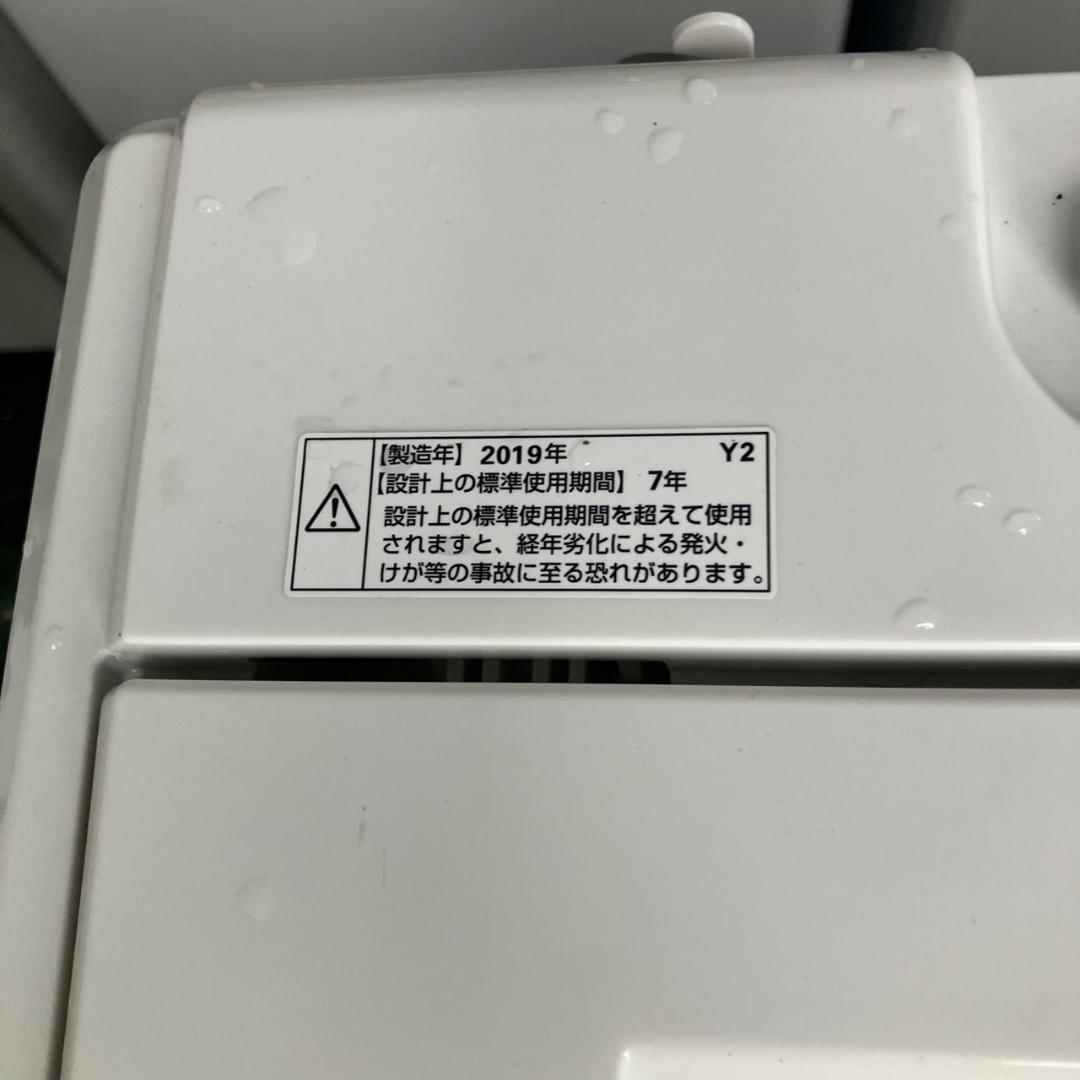 【製造年】 2019年 Y2
【設計上の標準使用期間】 7年
設計上の標準使用期間を超えて使用
されますと、経年劣化による発火・
けが等の事故に至る恐れがあります。